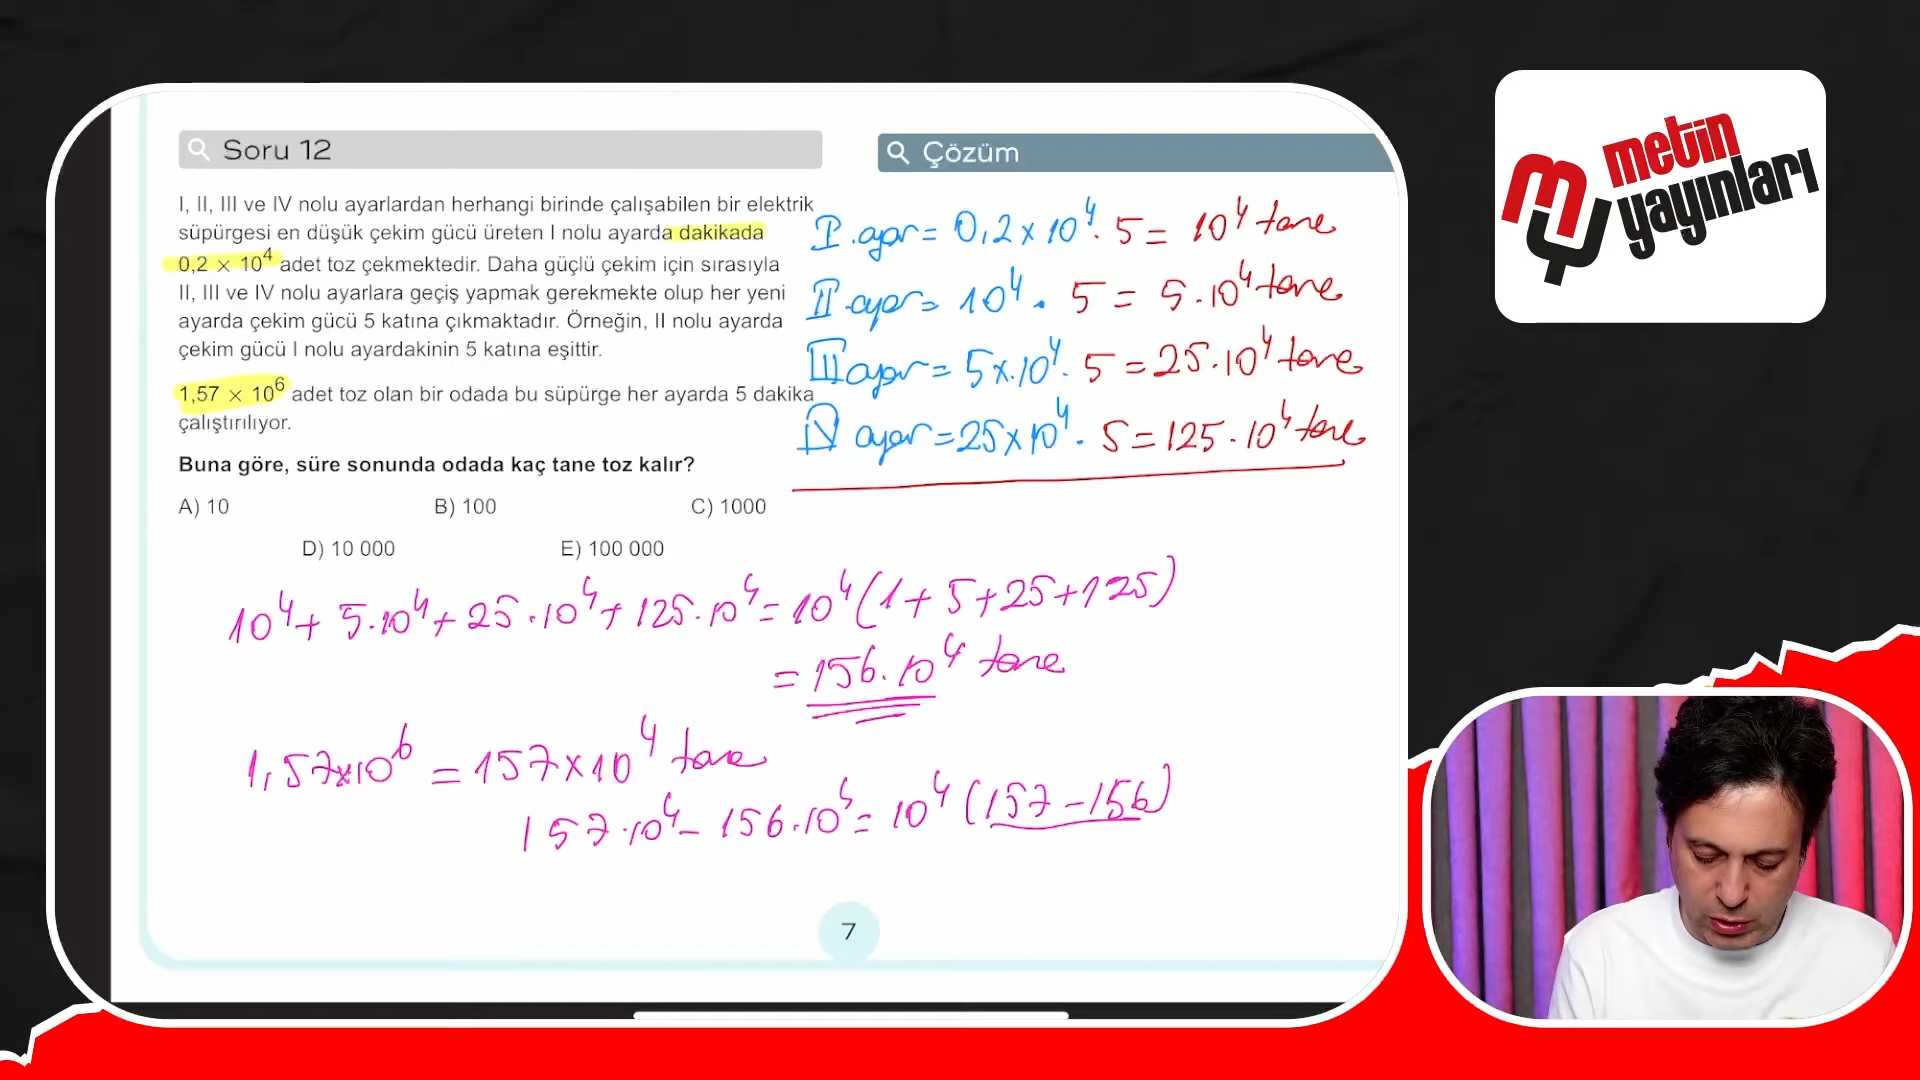 Soru 12
I, II, III ve IV nolu ayarlardan herhangi birinde çalışabilen bir elektrik
süpürgesi en düşük çekim gücü üreten I nolu ayarda dakikada
0,2 × 10⁴ adet toz çekmektedir. Daha güçlü çekim için sırasıyla
II, III ve IV nolu ayarlara geçiş yapmak gerekmekte olup her yeni
ayarda çekim gücü 5 katına çıkmaktadır. Örneğin, II nolu ayarda
çekim gücü I nolu ayardakinin 5 katına eşittir.
1,57 × 10⁶ adet toz olan bir odada bu süpürge her ayarda 5 dakika
çalıştırılıyor.
Buna göre, süre sonunda odada kaç tane toz kalır?
A) 10 B) 100 C) 1000
D) 10 000 E) 100 000
Çözüm
I. ayar = 0,2 × 10⁴ · 5 = 10⁴ tane
II. ayar = 10⁴ · 5 = 5 · 10⁴ tane
III ayar = 5 × · 10⁴ · 5 = 25 · 10⁴ tane
IV ayar = 25 × 10⁴ · 5 = 125 · 10⁴ tane
10⁴ + 5 · 10⁴ + 25 · 10⁴ + 125 · 10⁴ = 10⁴ (1 + 5 + 25 + 125)
= 156 · 10⁴ tane
1,57 × 10⁶ = 157 × 10⁴ tane
157 · 10⁴ – 156 · 10⁴ = 10⁴ (157 – 156)
7
metin
yayınları